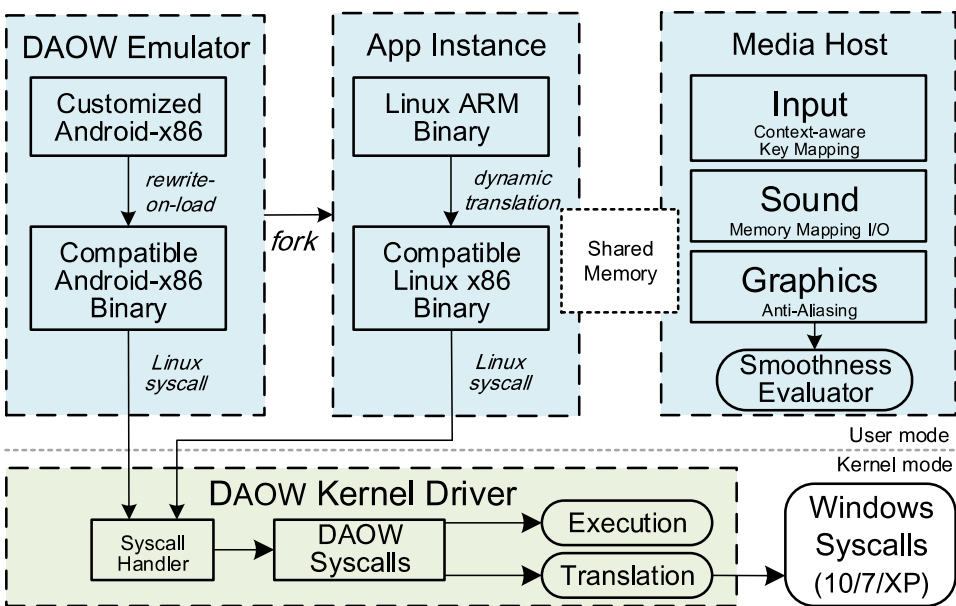 DAOW Emulator
Customized
Android-x86
rewrite-
on-load
Compatible
Android-x86
Binary
Linux
syscall
fork
App Instance
Linux ARM
Binary
dynamic
translation
Compatible
Linux x86
Binary
Linux
syscall
Shared
Memory
Media Host
Input
Context-aware
Key Mapping
Sound
Memory Mapping I/O
Graphics
Anti-Aliasing
Smoothness
Evaluator
User mode
Kernel mode
DAOW Kernel Driver
Syscall
Handler
DAOW
Syscalls
Execution
Translation
Windows
Syscalls
(10/7/XP)